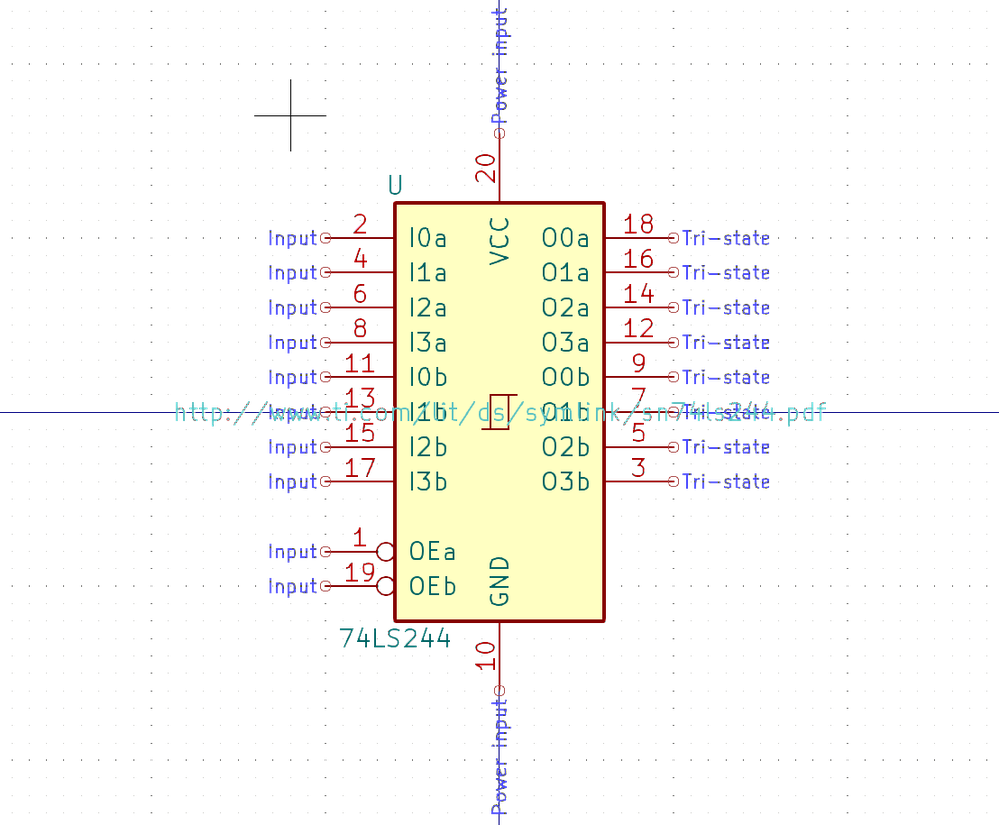 Power input
20
U
VCC
Input 2 I0a O0a 18 Tri-state
Input 4 I1a O1a 16 Tri-state
Input 6 I2a O2a 14 Tri-state
Input 8 I3a O3a 12 Tri-state
Input 11 I0b O0b 9 Tri-state
Input 13 I1b O1b 7 Tri-state
http://www.ti.com/lit/ds/symlink/sn74ls244.pdf
Input 15 I2b O2b 5 Tri-state
Input 17 I3b O3b 3 Tri-state
Input 1 OEa
Input 19 OEb
GND
74LS244
10
Power input